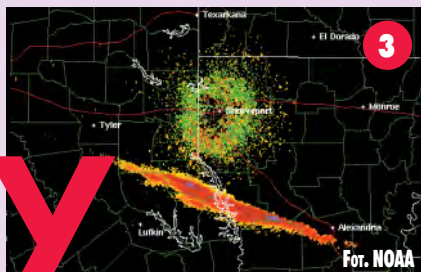 Texarkana
El Dorado
3
Shreveport
Monroe
Tyler
y
Lufkin
Alexandria
Fot. NOAA